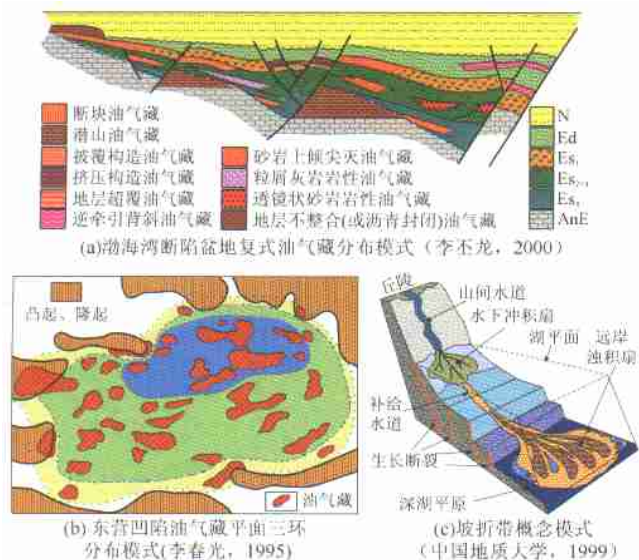 断块油气藏
潜山油气藏
披覆构造油气藏
挤压构造油气藏
地层超覆油气藏
逆牵引背斜油气藏
砂岩上倾尖灭油气藏
粒屑灰岩岩性油气藏
透镜状砂岩岩性油气藏
地层不整合(或沥青封闭)油气藏
N
Ed
Es₁
Es₂₊₃
Es₄
AnE
(a)渤海湾断陷盆地复式油气藏分布模式（李丕龙，2000）
凸起、隆起
油气藏
(b) 东营凹陷油气藏平面三环
分布模式(李春光，1995)
丘陵
山间水道
水下冲积扇
湖平面
远岸
浊积扇
补给
水道
生长断裂
深湖平原
(c)坡折带概念模式
（中国地质大学，1999）